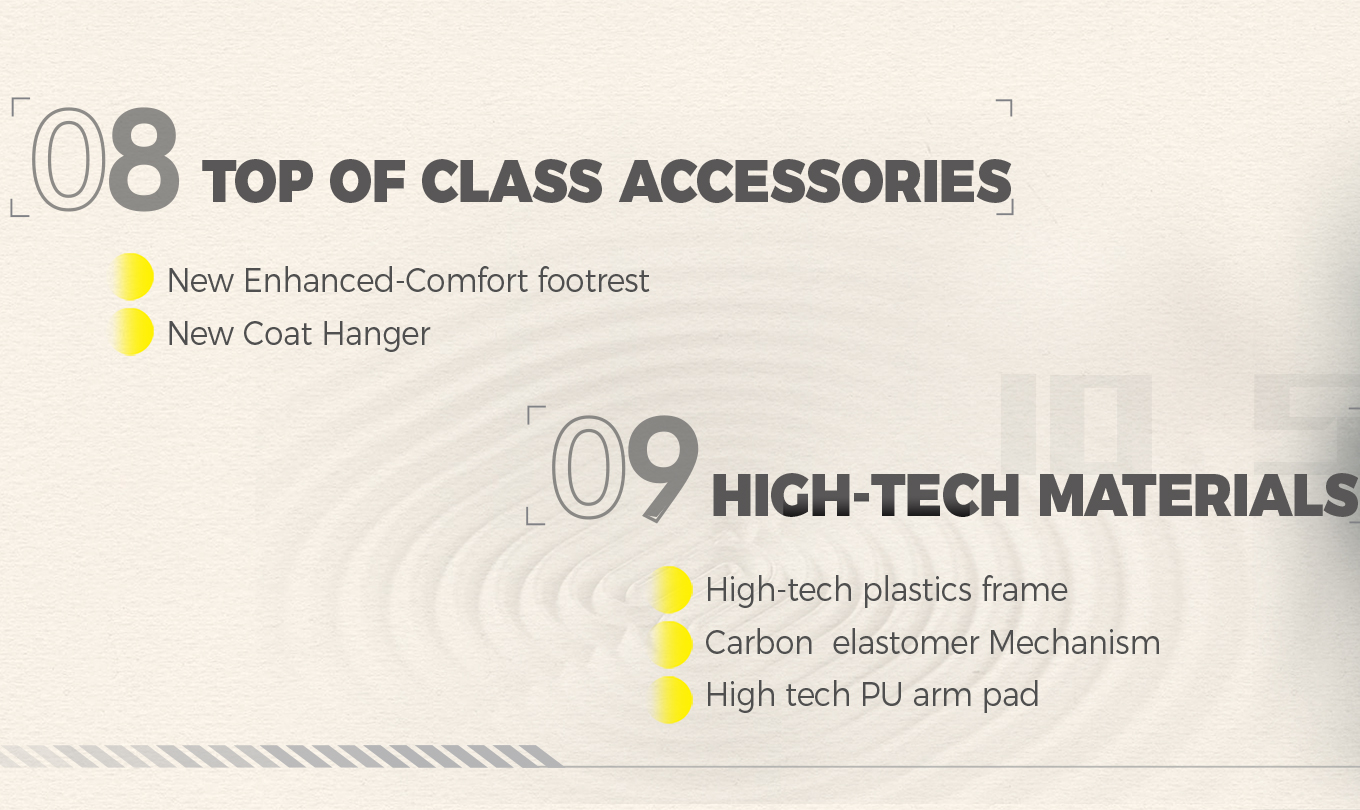 08 TOP OF CLASS ACCESSORIES
New Enhanced-Comfort footrest
New Coat Hanger
09 HIGH-TECH MATERIALS
High-tech plastics frame
Carbon  elastomer Mechanism
High tech PU arm pad